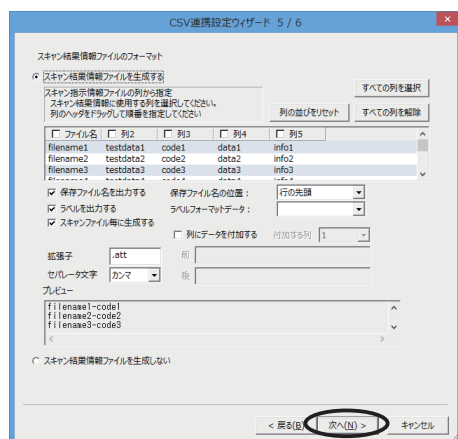 CSV連携設定ウィザード 5 / 6
スキャン結果情報ファイルのフォーマット
スキャン結果情報ファイルを生成する
スキャン指示情報ファイルの列から指定
スキャン結果情報に使用する列を選択してください。
列のヘッダをドラッグして順番を指定してください
すべての列を選択
列の並びをリセット すべての列を解除
ファイル名 列2 列3 列4 列5
filename1 testdata1 code1 data1 info1
filename2 testdata2 code2 data2 info2
filename3 testdata3 code3 data3 info3
保存ファイル名を出力する 保存ファイル名の位置： 行の先頭
ラベルを出力する ラベルフォーマットデータ：
スキャンファイル毎に生成する
列にデータを付加する 付加する列 1
拡張子 .att 前
セパレータ文字 カンマ 後
プレビュー
filename1-code1
filename2-code2
filename3-code3
スキャン結果情報ファイルを生成しない
< 戻る(B) 次へ(N) > キャンセル